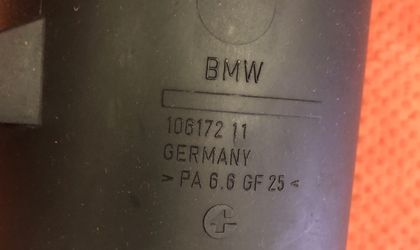 BMW
106172 11
GERMANY
> PA 6.6 GF 25 <